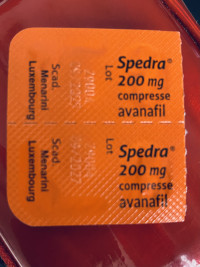 Spedra®
200 mg
compresse
avanafil
Lot
Scad.
Menarini
Luxembourg
Spedra®
200 mg
compresse
avanafil
Lot
Scad.
Menarini
Luxembourg